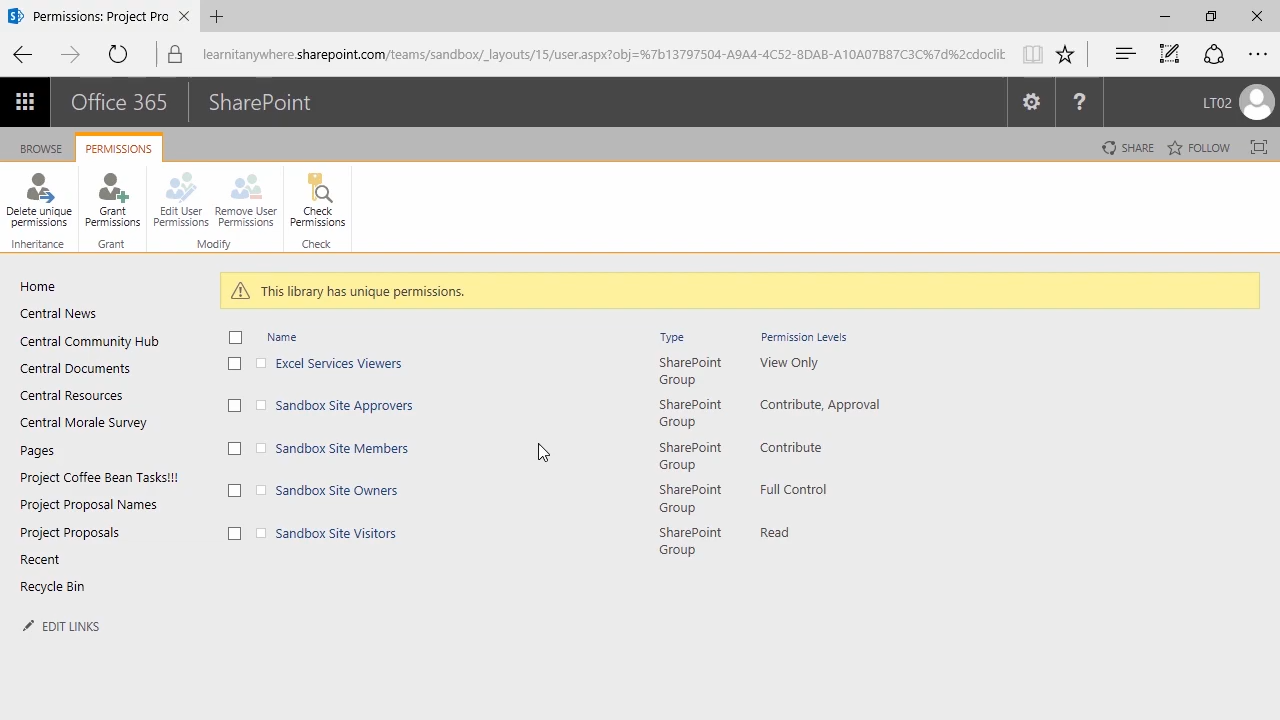 Permissions: Project Pro
learnitanywhere.sharepoint.com/teams/sandbox/_layouts/15/user.aspx?obj=%7b13797504-A9A4-4C52-8DAB-A10A07B87C3C%7d%2cdoclib
Office 365 SharePoint ? LT02
BROWSE PERMISSIONS SHARE FOLLOW
Delete unique permissions
Grant Permissions
Edit User Permissions
Remove User Permissions
Check Permissions
Inheritance Grant Modify Check
Home
Central News
Central Community Hub
Central Documents
Central Resources
Central Morale Survey
Pages
Project Coffee Bean Tasks!!!
Project Proposal Names
Project Proposals
Recent
Recycle Bin
EDIT LINKS
This library has unique permissions.
Name Type Permission Levels
Excel Services Viewers SharePoint Group View Only
Sandbox Site Approvers SharePoint Group Contribute, Approval
Sandbox Site Members SharePoint Group Contribute
Sandbox Site Owners SharePoint Group Full Control
Sandbox Site Visitors SharePoint Group Read